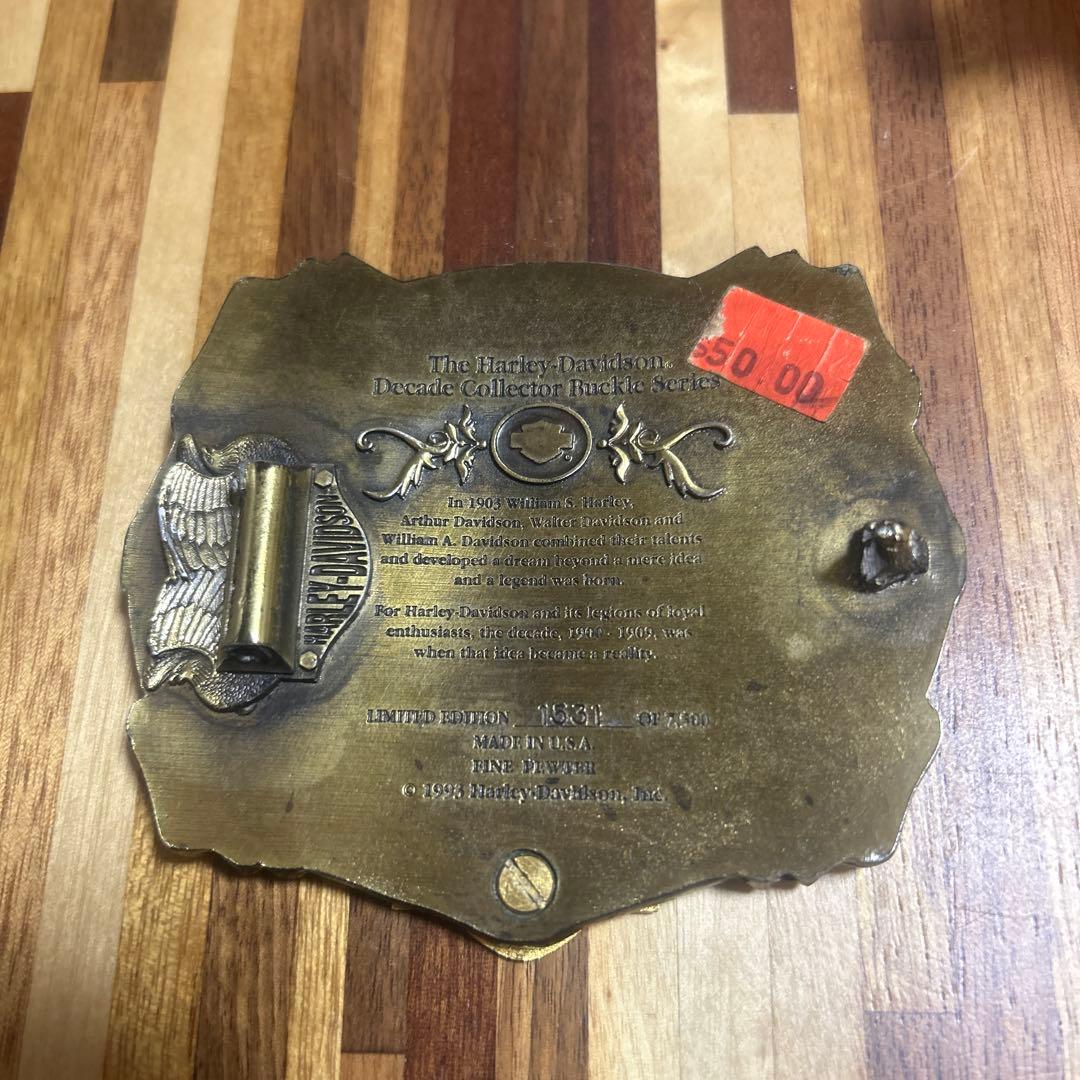 The Harley-Davidson®
Decade Collector Buckle Series
$50.00
In 1903 William S. Harley,
Arthur Davidson, Walter Davidson and
William A. Davidson combined their talents
and developed a dream beyond a mere idea
and a legend was born.
HARLEY-DAVIDSON
For Harley-Davidson and its legions of loyal
enthusiasts, the decade, 1900 - 1909, was
when that idea became a reality.
LIMITED EDITION 1531 OF 7,500
MADE IN U.S.A.
FINE PEWTER
© 1993 Harley-Davidson, Inc.